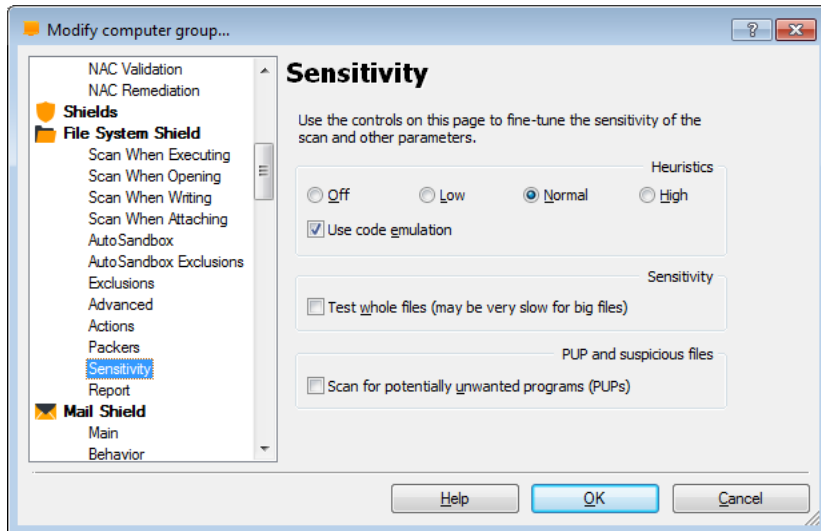 Modify computer group...
NAC Validation
NAC Remediation
Shields
File System Shield
Scan When Executing
Scan When Opening
Scan When Writing
Scan When Attaching
AutoSandbox
AutoSandbox Exclusions
Exclusions
Advanced
Actions
Packers
Sensitivity
Report
Mail Shield
Main
Behavior
Sensitivity
Use the controls on this page to fine-tune the sensitivity of the
scan and other parameters.
Heuristics
Off Low Normal High
Use code emulation
Sensitivity
Test whole files (may be very slow for big files)
PUP and suspicious files
Scan for potentially unwanted programs (PUPs)
Help OK Cancel